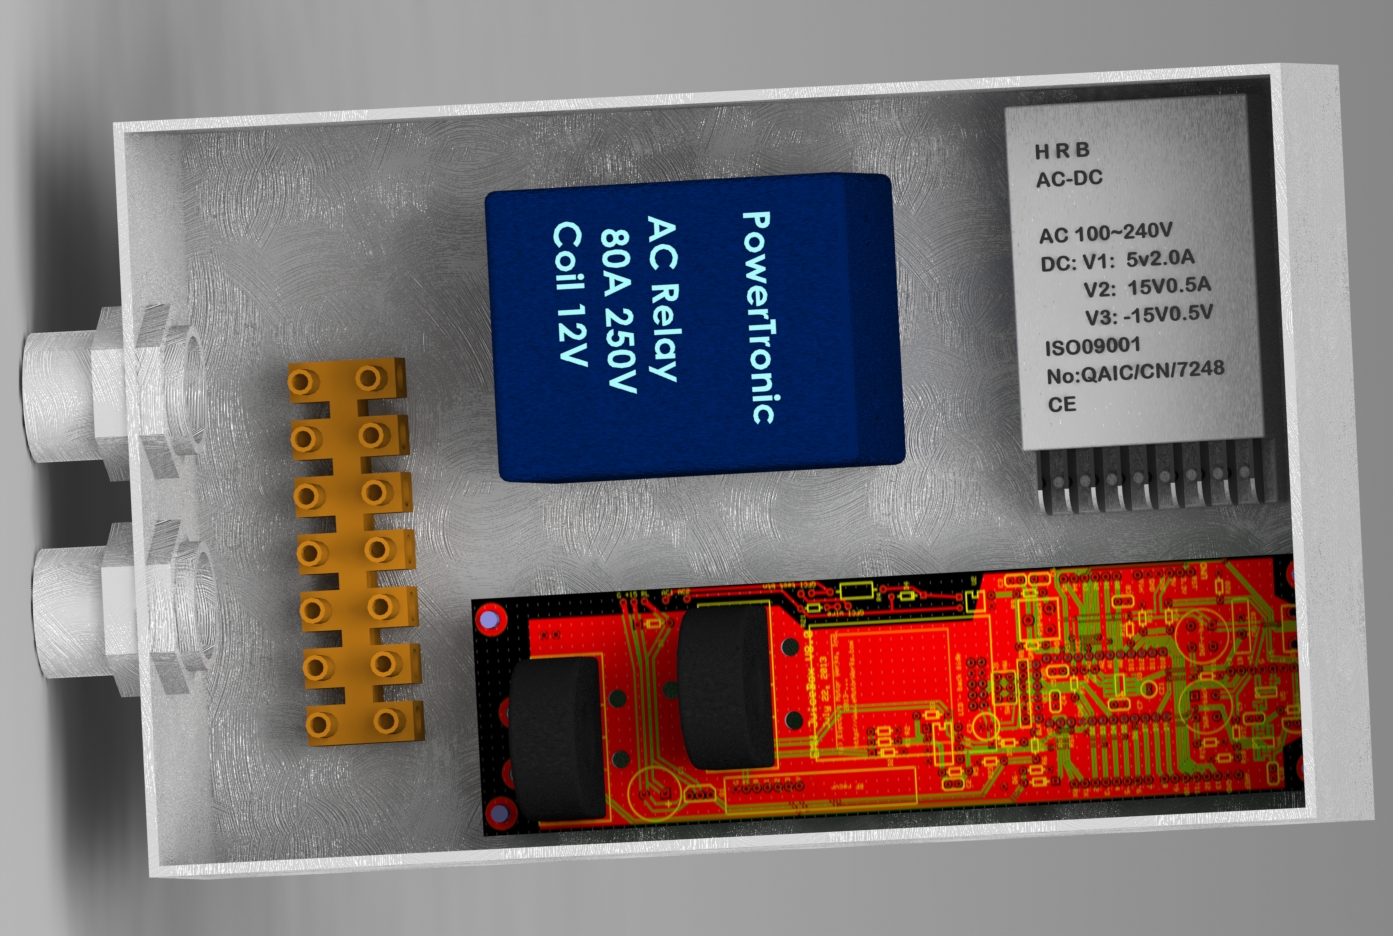 PowerTronic
AC Relay
80A 250V
Coil 12V
H R B
AC-DC
AC 100~240V
DC: V1: 5v2.0A
V2: 15V0.5A
V3: -15V0.5V
ISO09001
No:QAIC/CN/7248
CE